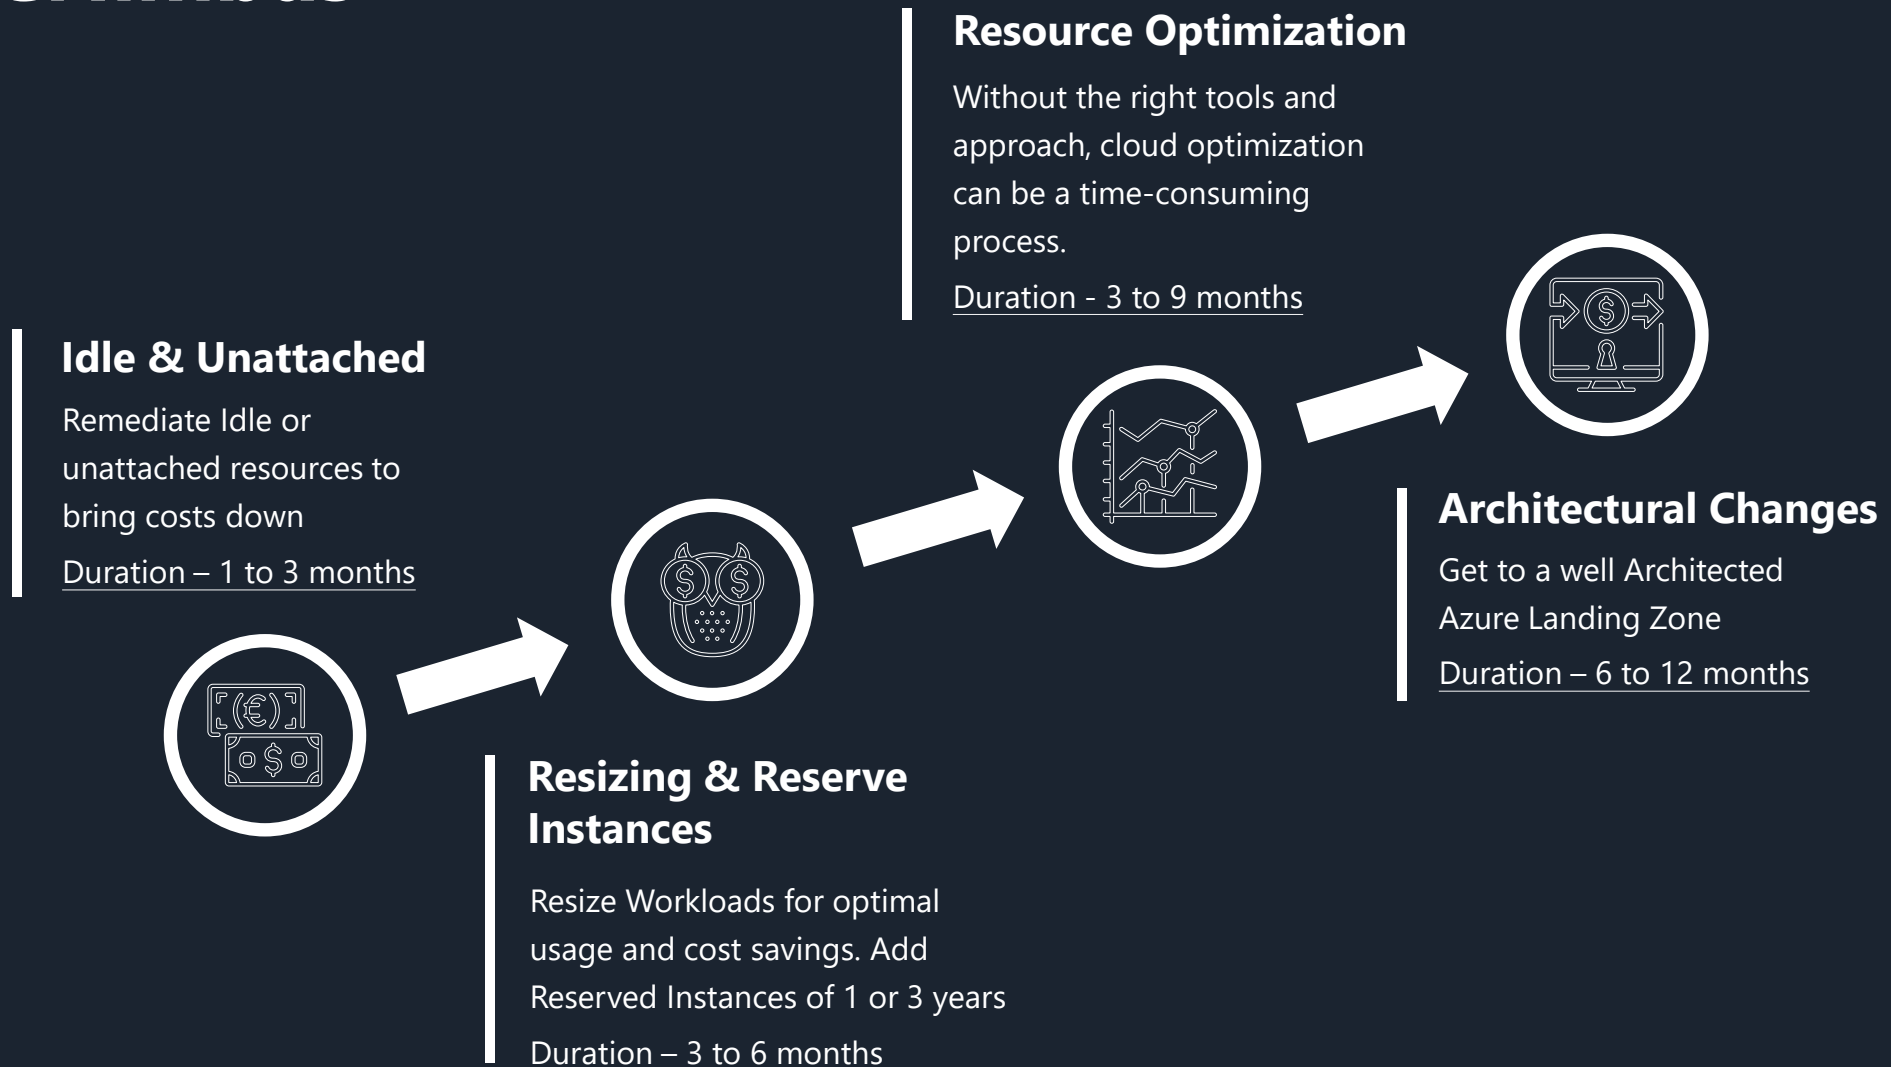 Resource Optimization
Without the right tools and
approach, cloud optimization
can be a time-consuming
process.
Duration - 3 to 9 months
Idle & Unattached
Remediate Idle or
unattached resources to
bring costs down
Duration – 1 to 3 months
Architectural Changes
Get to a well Architected
Azure Landing Zone
Duration – 6 to 12 months
Resizing & Reserve
Instances
Resize Workloads for optimal
usage and cost savings. Add
Reserved Instances of 1 or 3 years
Duration – 3 to 6 months